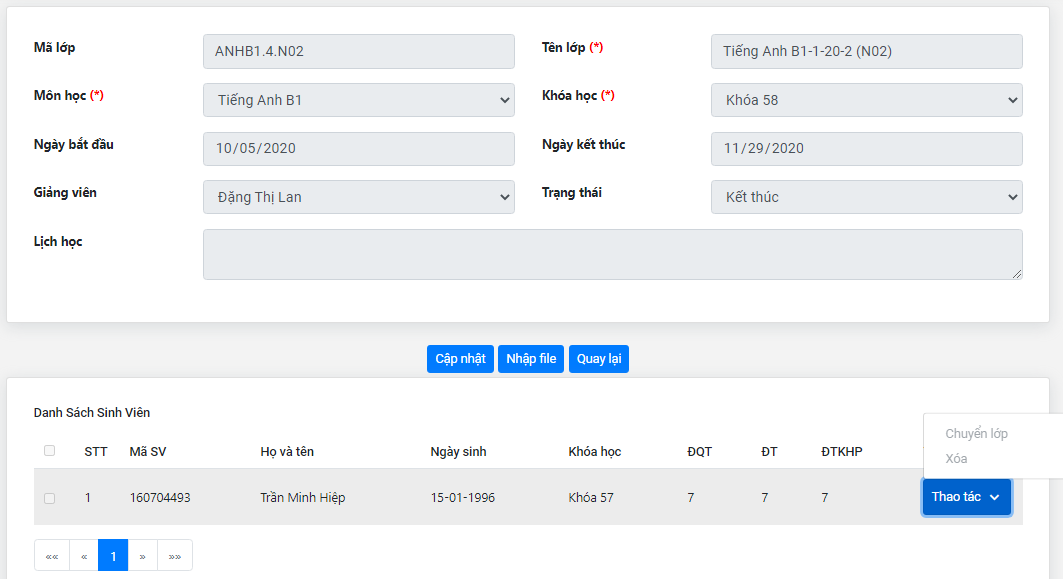 Mã lớp ANHB1.4.N02 Tên lớp (*) Tiếng Anh B1-1-20-2 (N02)
Môn học (*) Tiếng Anh B1 Khóa học (*) Khóa 58
Ngày bắt đầu 10/05/2020 Ngày kết thúc 11/29/2020
Giảng viên Đặng Thị Lan Trạng thái Kết thúc
Lịch học
Cập nhật Nhập file Quay lại
Danh Sách Sinh Viên
Chuyển lớp
STT Mã SV Họ và tên Ngày sinh Khóa học ĐQT ĐT ĐTKHP
Xóa
1 160704493 Trần Minh Hiệp 15-01-1996 Khóa 57 7 7 7 Thao tác
«« « 1 » »»